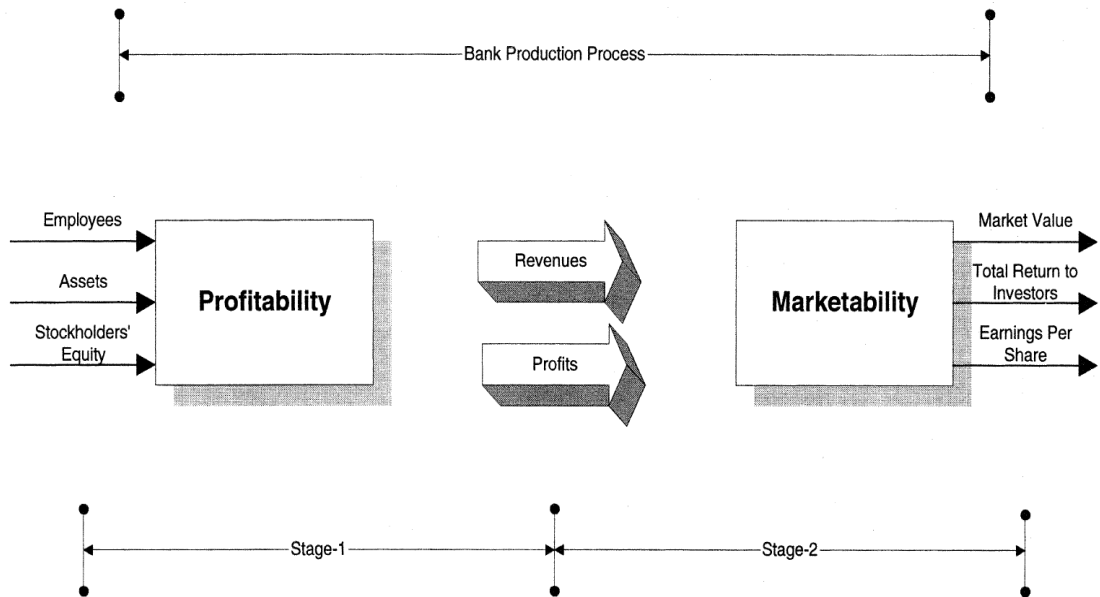 Bank Production Process
Employees
Assets
Stockholders'
Equity
Profitability
Revenues
Profits
Marketability
Market Value
Total Return to
Investors
Earnings Per
Share
Stage-1
Stage-2